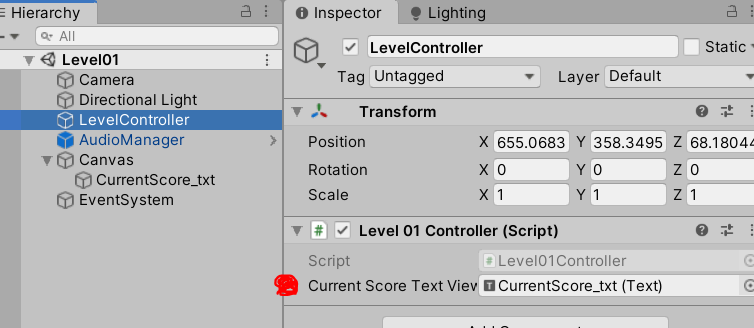 Hierarchy
All
Level01
Camera
Directional Light
LevelController
AudioManager
Canvas
CurrentScore_txt
EventSystem
Inspector Lighting
LevelController Static
Tag Untagged Layer Default
Transform
Position X 655.0683 Y 358.3495 Z 68.18044
Rotation X 0 Y 0 Z 0
Scale X 1 Y 1 Z 1
# Level 01 Controller (Script)
Script # Level01Controller
Current Score Text View T CurrentScore_txt (Text)